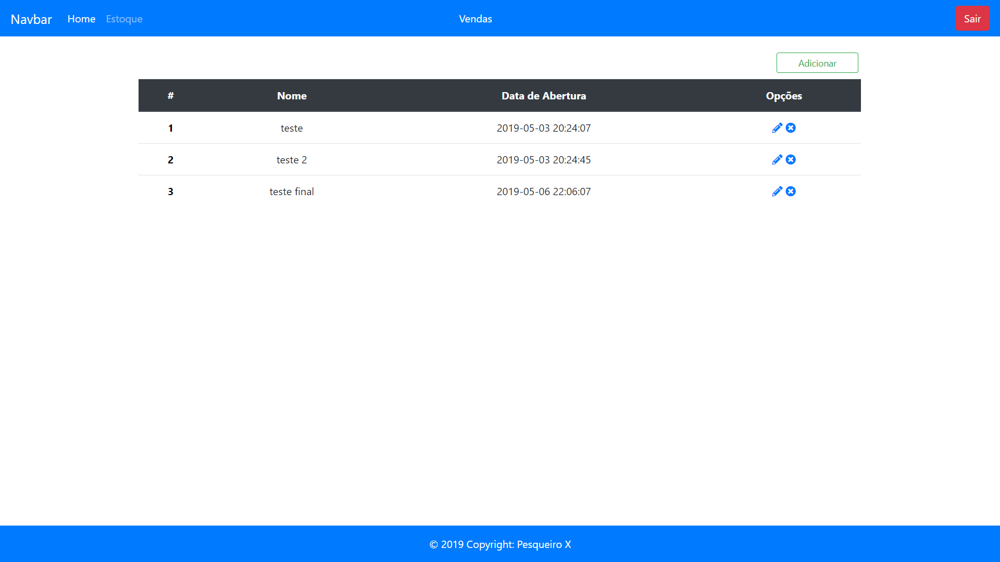 Navbar Home Estoque Vendas Sair
Adicionar
# Nome Data de Abertura Opções
1 teste 2019-05-03 20:24:07
2 teste 2 2019-05-03 20:24:45
3 teste final 2019-05-06 22:06:07
© 2019 Copyright: Pesqueiro X